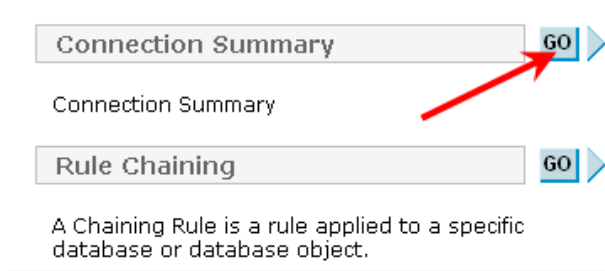 Connection Summary GO
Connection Summary
Rule Chaining GO
A Chaining Rule is a rule applied to a specific
database or database object.